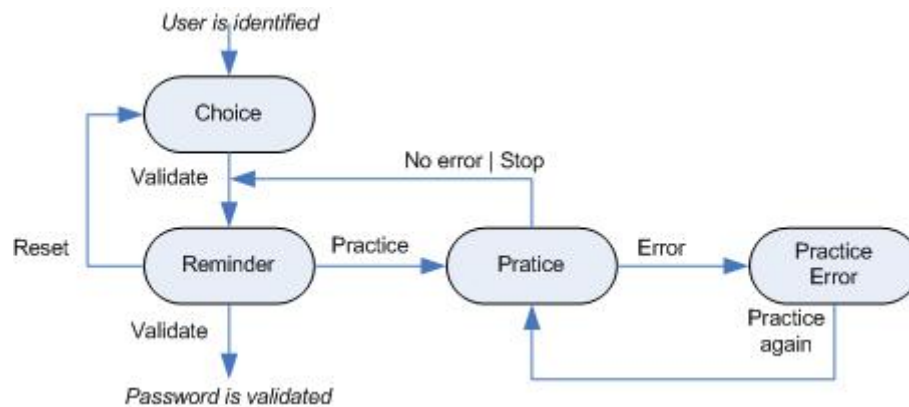 User is identified
Choice
Validate
No error | Stop
Reset
Reminder
Practice
Pratice
Error
Practice
Error
Validate
Practice
again
Password is validated